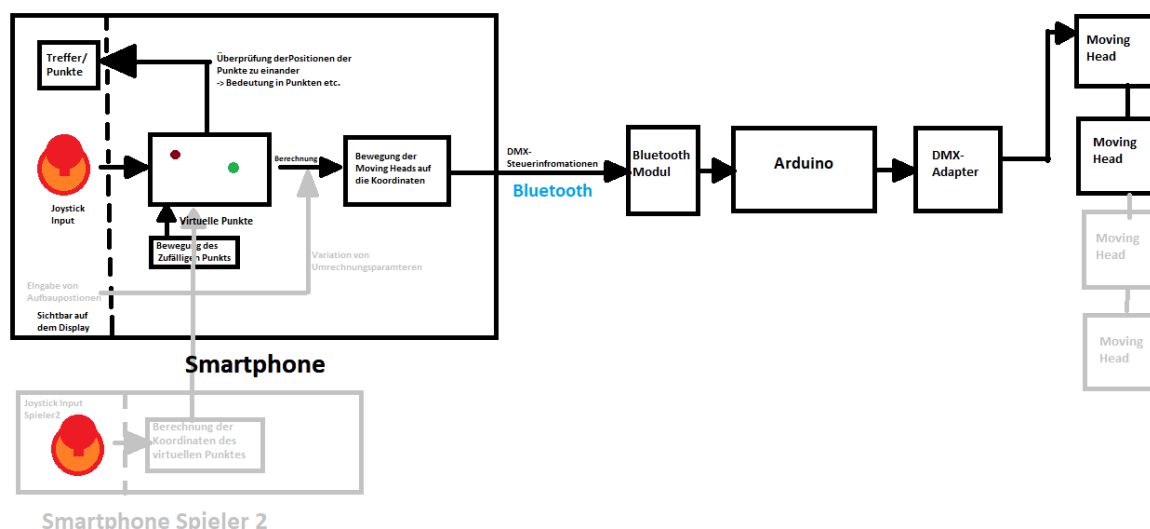 Treffer/
Punkte
Überprüfung derPositionen der
Punkte zu einander
-> Bedeutung in Punkten etc.
Joystick
Input
Virtuelle Punkte
Bewegung des
Zufälligen Punkts
Berechnung
Bewegung der
Moving Heads auf
die Koordinaten
Variation von
Umrechnungsparamteren
Eingabe von
Aufbaupostionen
Sichtbar auf
dem Display
Smartphone
DMX-
Steuerinfromationen
Bluetooth
Bluetooth
Modul
Arduino
DMX-
Adapter
Moving
Head
Moving
Head
Moving
Head
Moving
Head
Joystick Input
Spieler2
Berechnung der
Koordinaten des
virtuellen Punktes
Smartphone Spieler 2